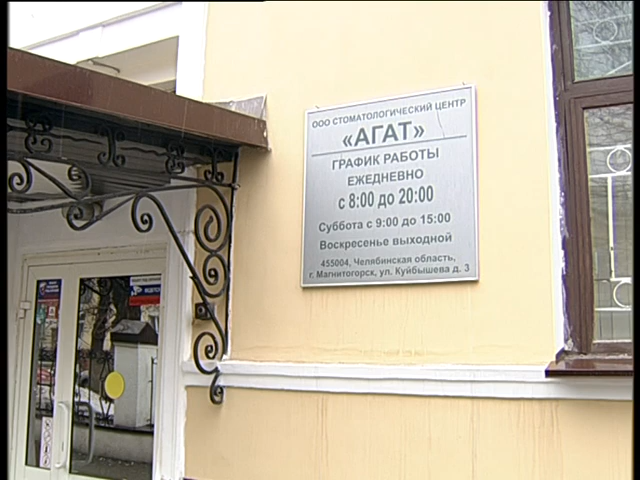 ООО СТОМАТОЛОГИЧЕСКИЙ ЦЕНТР
«АГАТ»
ГРАФИК РАБОТЫ
ЕЖЕДНЕВНО
с 8:00 до 20:00
Суббота с 9:00 до 15:00
Воскресенье выходной
455004, Челябинская область,
г. Магнитогорск, ул. Куйбышева д. 3